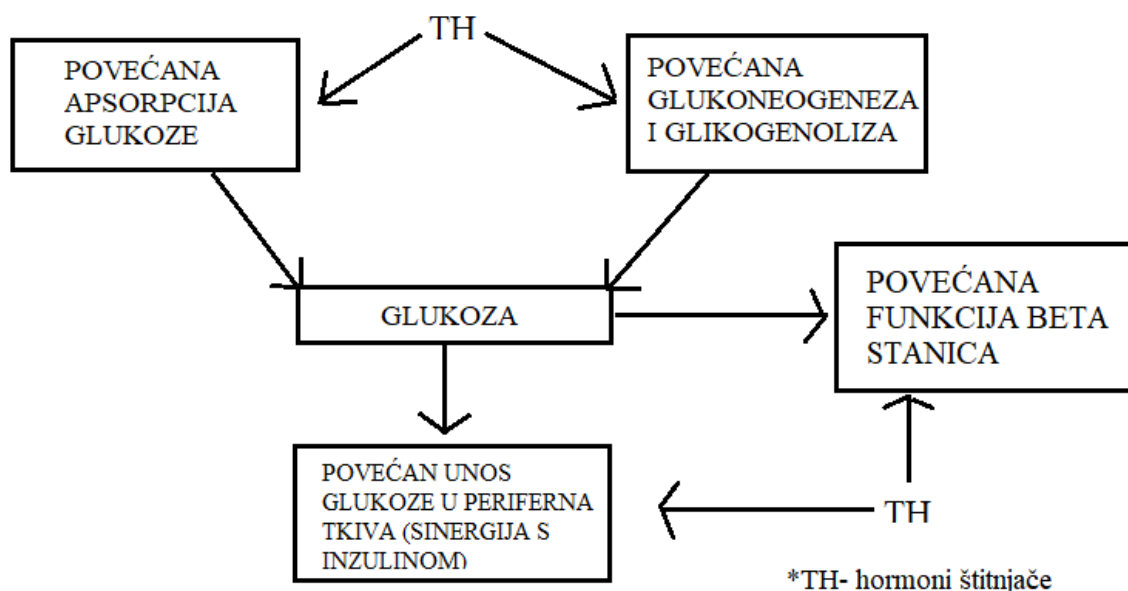 TH
POVEĆANA
APSORPCIJA
GLUKOZE
POVEĆANA
GLUKONEOGENEZA
I GLIKOGENOLIZA
GLUKOZA
POVEĆANA
FUNKCIJA BETA
STANICA
POVEĆAN UNOS
GLUKOZE U PERIFERNA
TKIVA (SINERGIJA S
INZULINOM)
TH
*TH- hormoni štitnjače